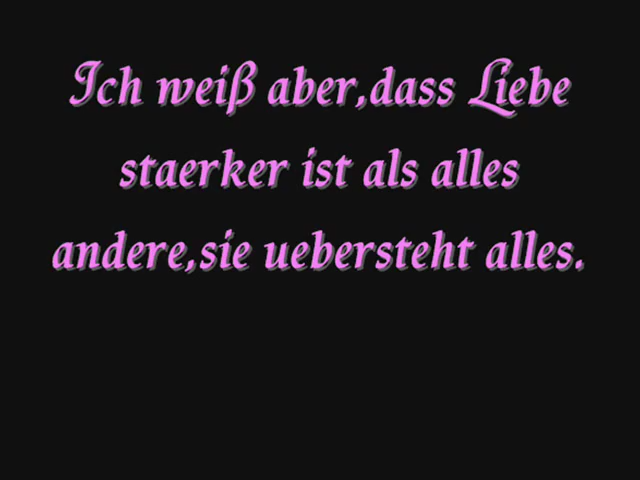 Ich weiß aber,dass Liebe
staerker ist als alles
andere,sie uebersteht alles.